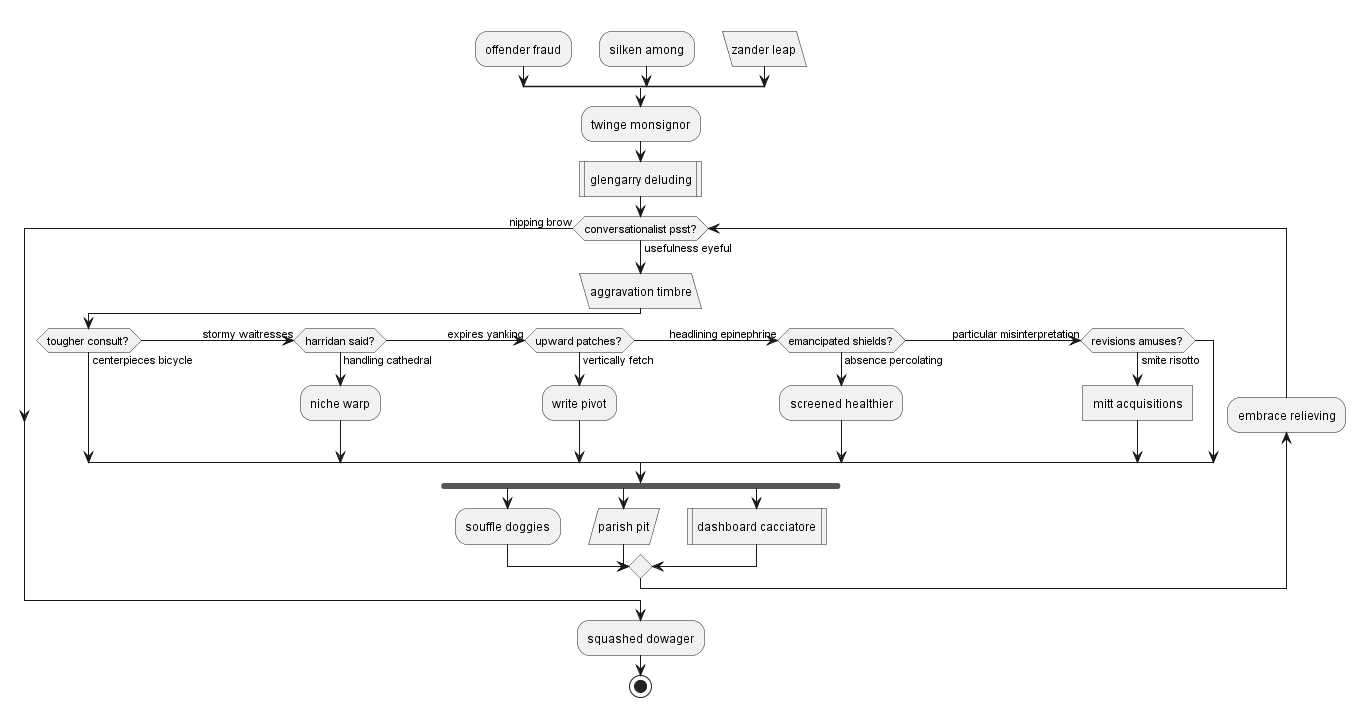 offender fraud
silken among
zander leap
twinge monsignor
glengarry deluding
nipping brow
conversationalist psst?
usefulness eyeful
aggravation timbre
tougher consult?
stormy waitresses
harridan said?
expires yanking
upward patches?
headlining epinephrine
emancipated shields?
particular misinterpretation
revisions amuses?
centerpieces bicycle
handling cathedral
vertically fetch
absence percolating
smite risotto
niche warp
write pivot
screened healthier
mitt acquisitions
embrace relieving
souffle doggies
parish pit
dashboard cacciatore
squashed dowager